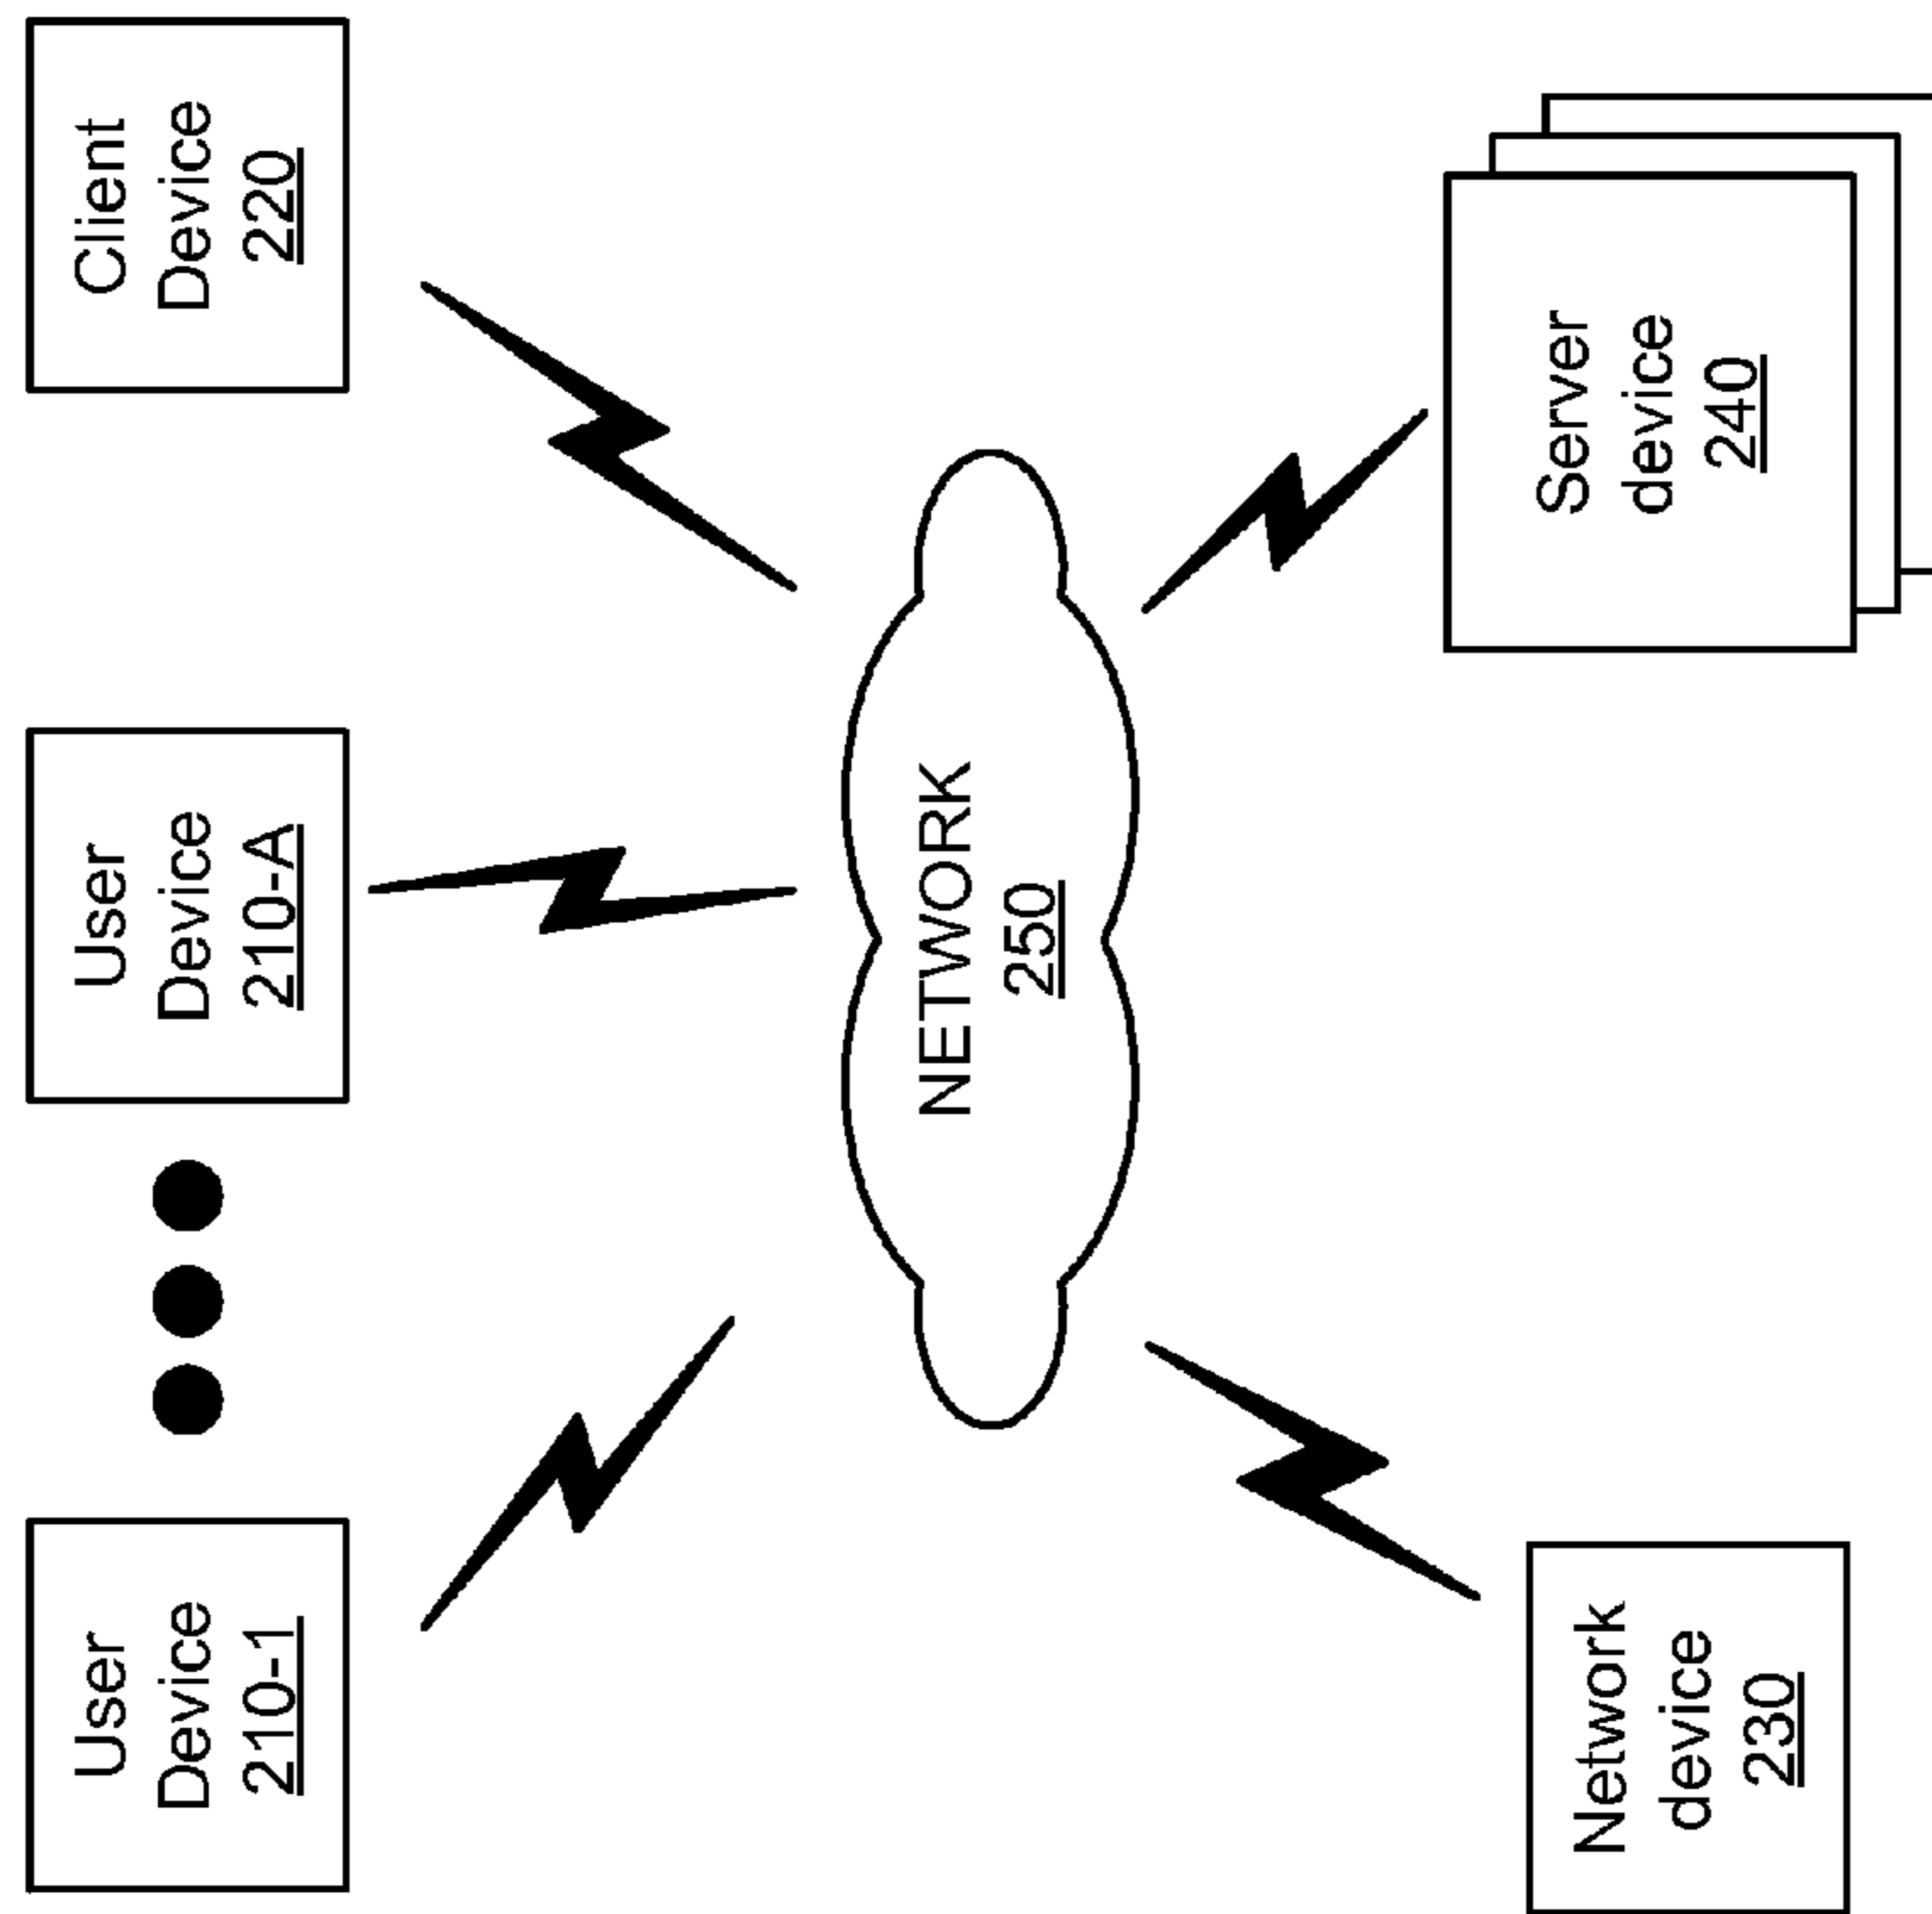 User
Device
210-1
User
Device
210-A
Client
Device
220
NETWORK
250
Network
device
230
Server
device
240